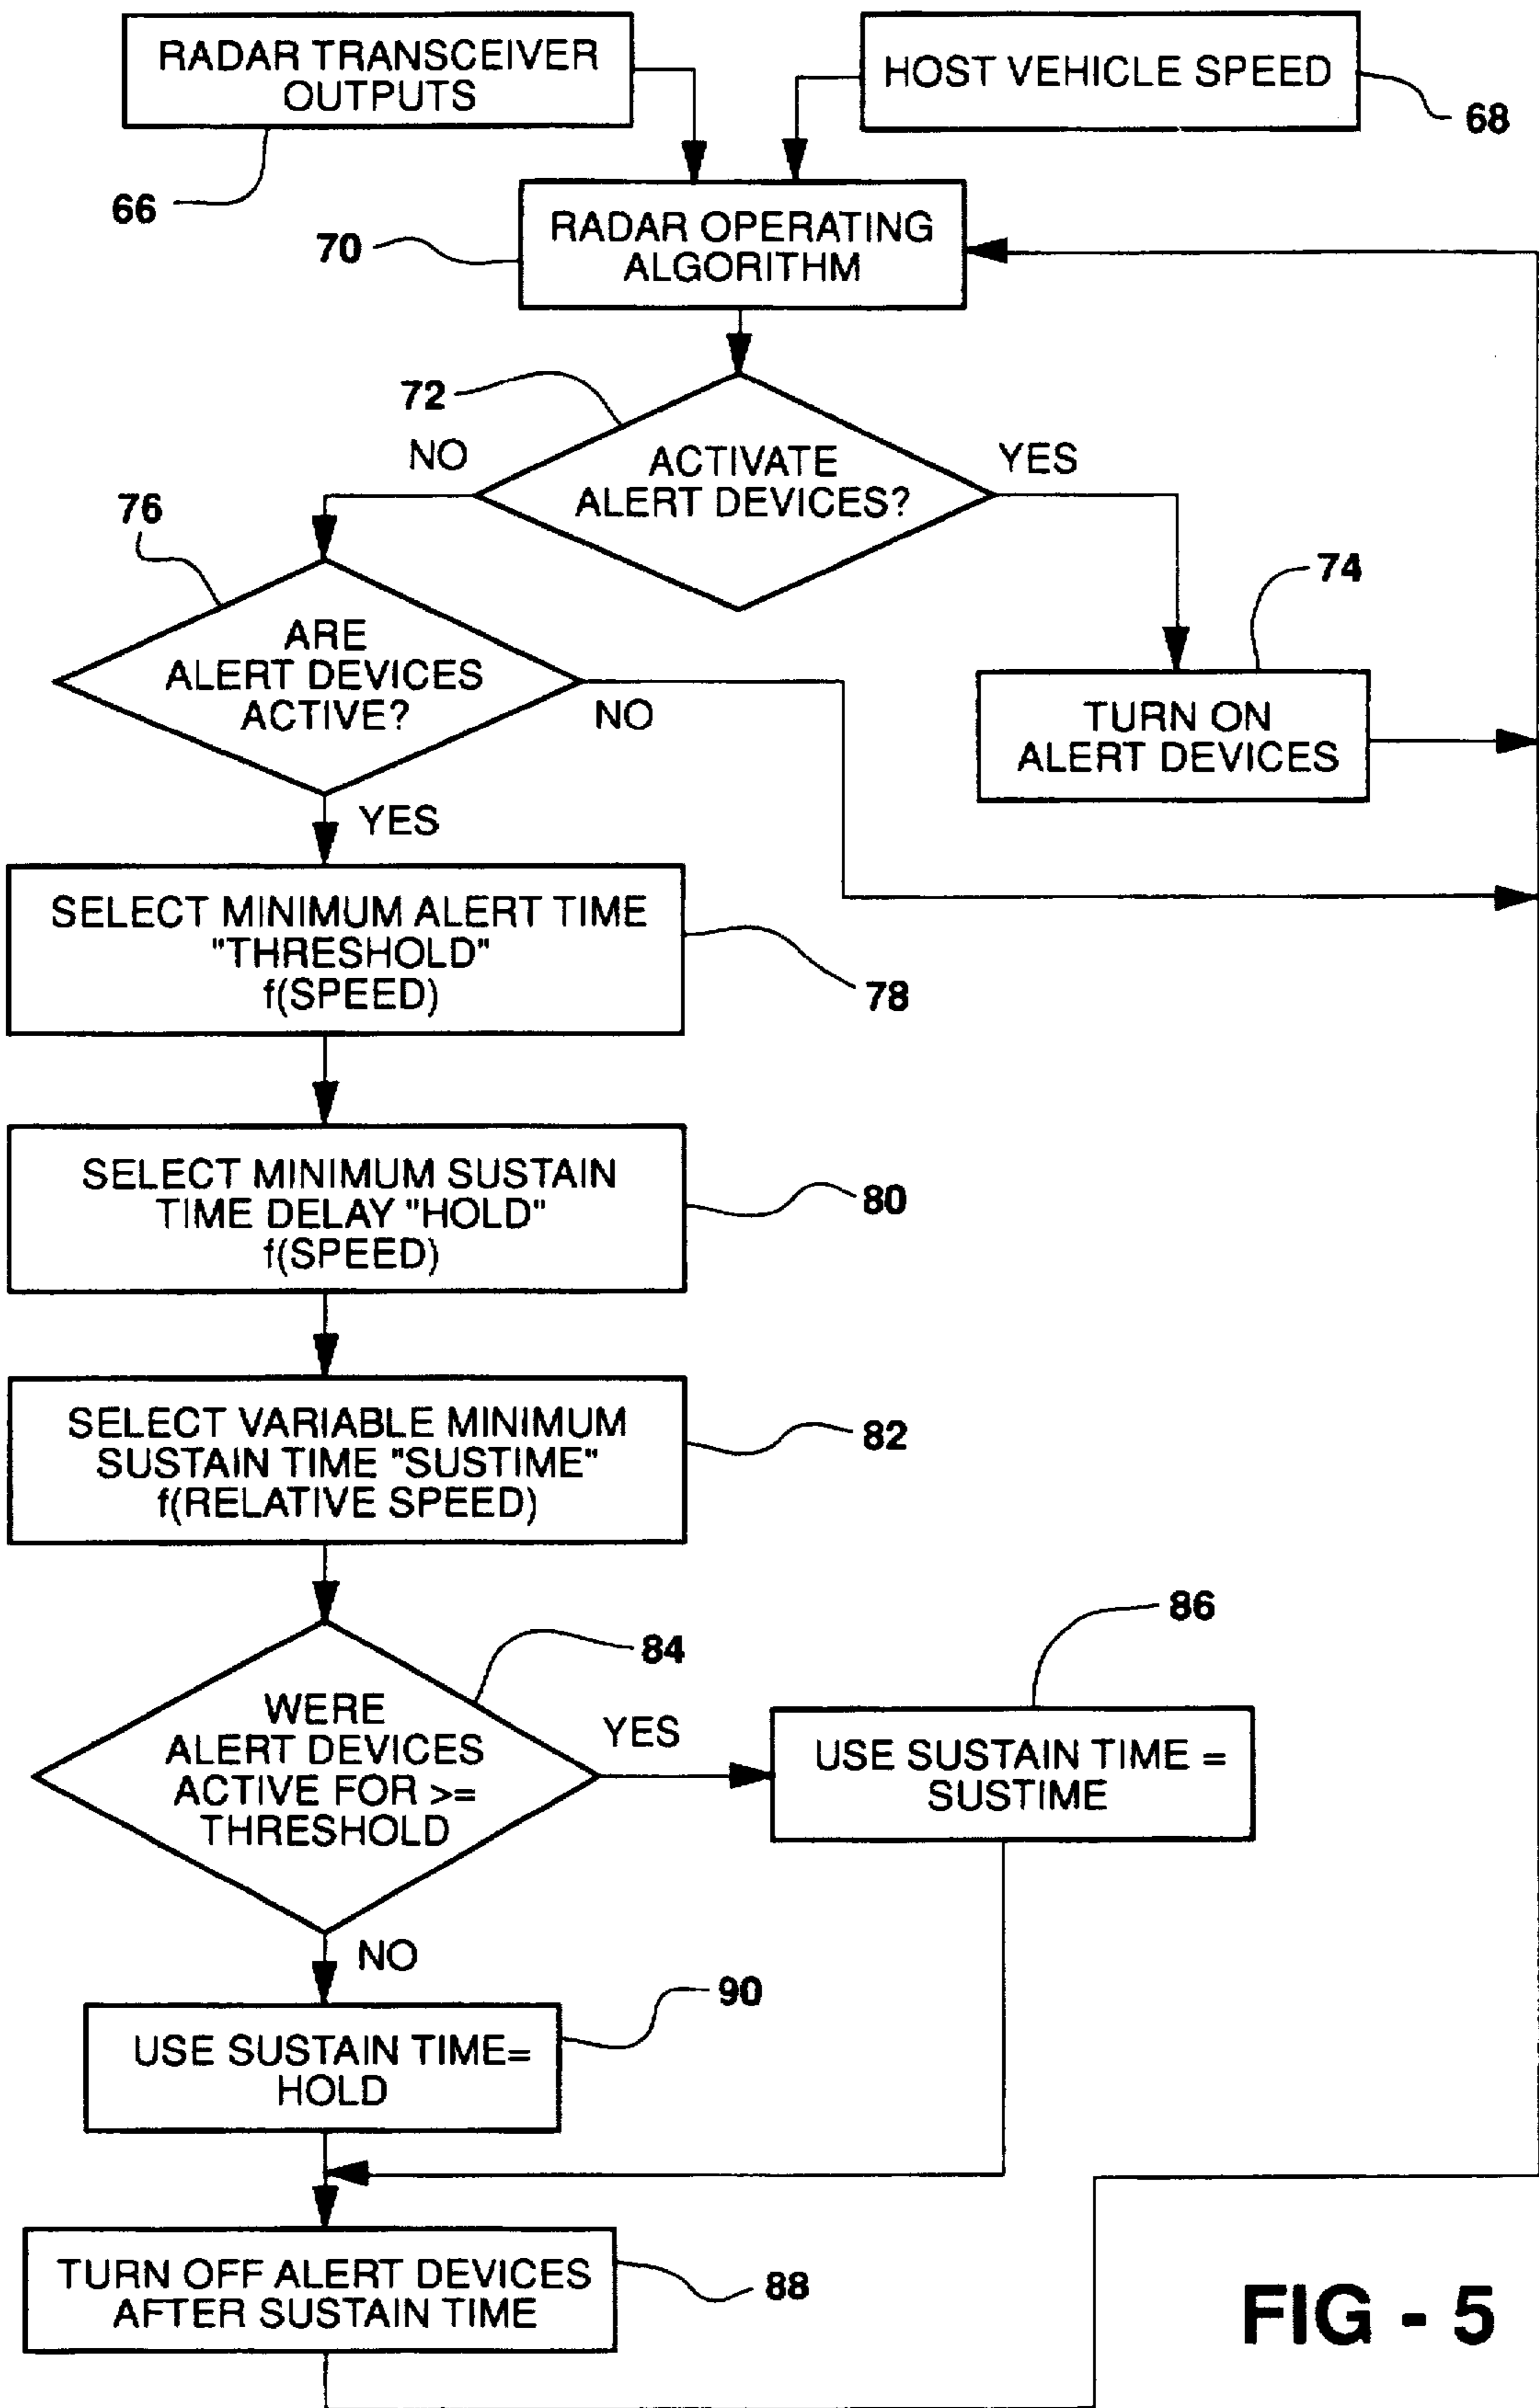 RADAR TRANSCEIVER
OUTPUTS
HOST VEHICLE SPEED
68
66
RADAR OPERATING
ALGORITHM
70
72
NO
ACTIVATE
ALERT DEVICES?
YES
76
74
ARE
ALERT DEVICES
ACTIVE?
NO
TURN ON
ALERT DEVICES
YES
SELECT MINIMUM ALERT TIME
"THRESHOLD"
f(SPEED)
78
SELECT MINIMUM SUSTAIN
TIME DELAY "HOLD"
f(SPEED)
80
SELECT VARIABLE MINIMUM
SUSTAIN TIME "SUSTIME"
f(RELATIVE SPEED)
82
86
84
WERE
ALERT DEVICES
ACTIVE FOR >=
THRESHOLD
YES
USE SUSTAIN TIME =
SUSTIME
NO
90
USE SUSTAIN TIME=
HOLD
TURN OFF ALERT DEVICES
AFTER SUSTAIN TIME
88
FIG - 5